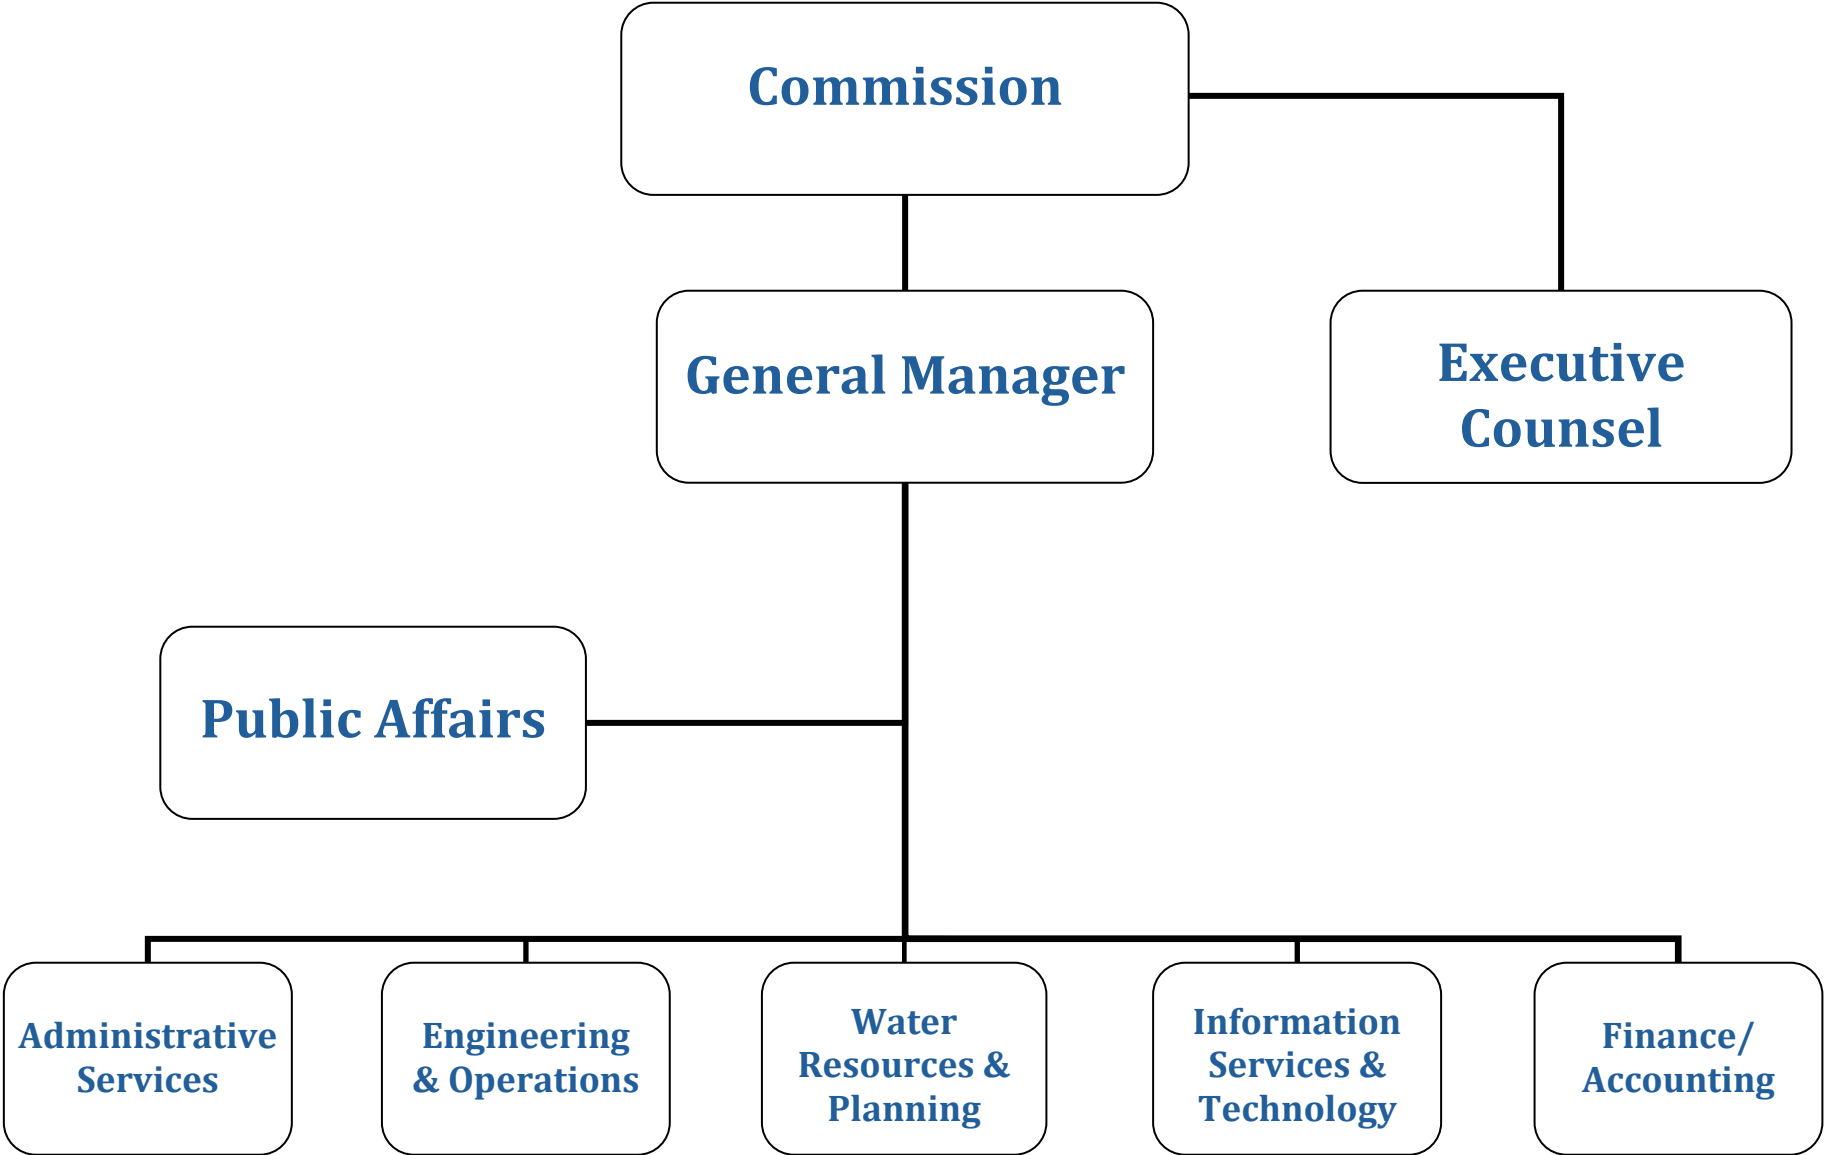 Commission
General Manager
Executive
Counsel
Public Affairs
Administrative
Services
Engineering
& Operations
Water
Resources &
Planning
Information
Services &
Technology
Finance/
Accounting